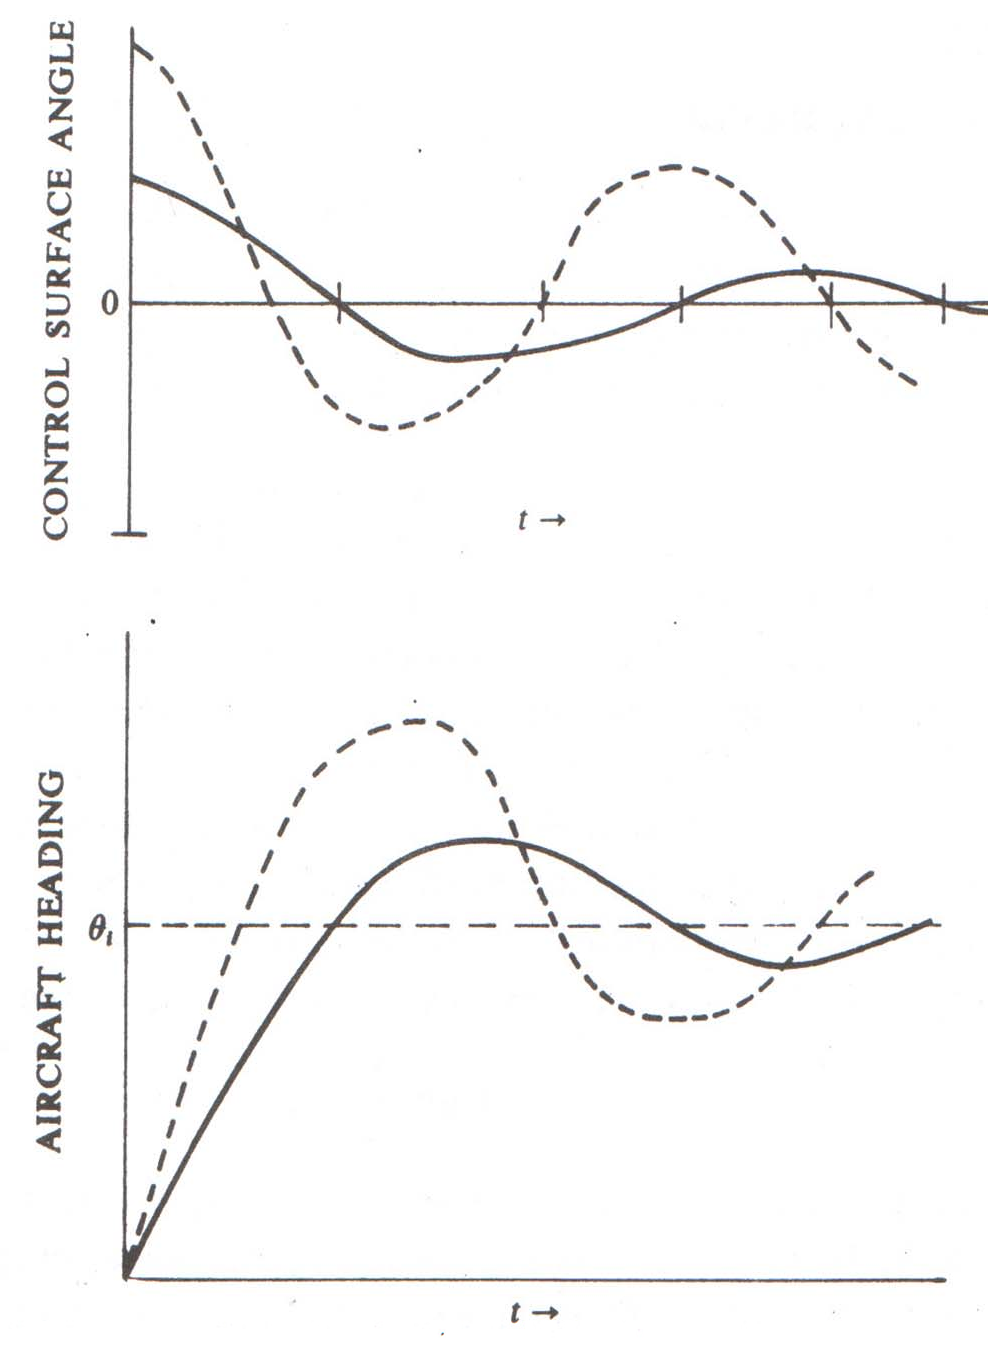 CONTROL SURFACE ANGLE
0
t →
AIRCRAFT HEADING
θi
t →